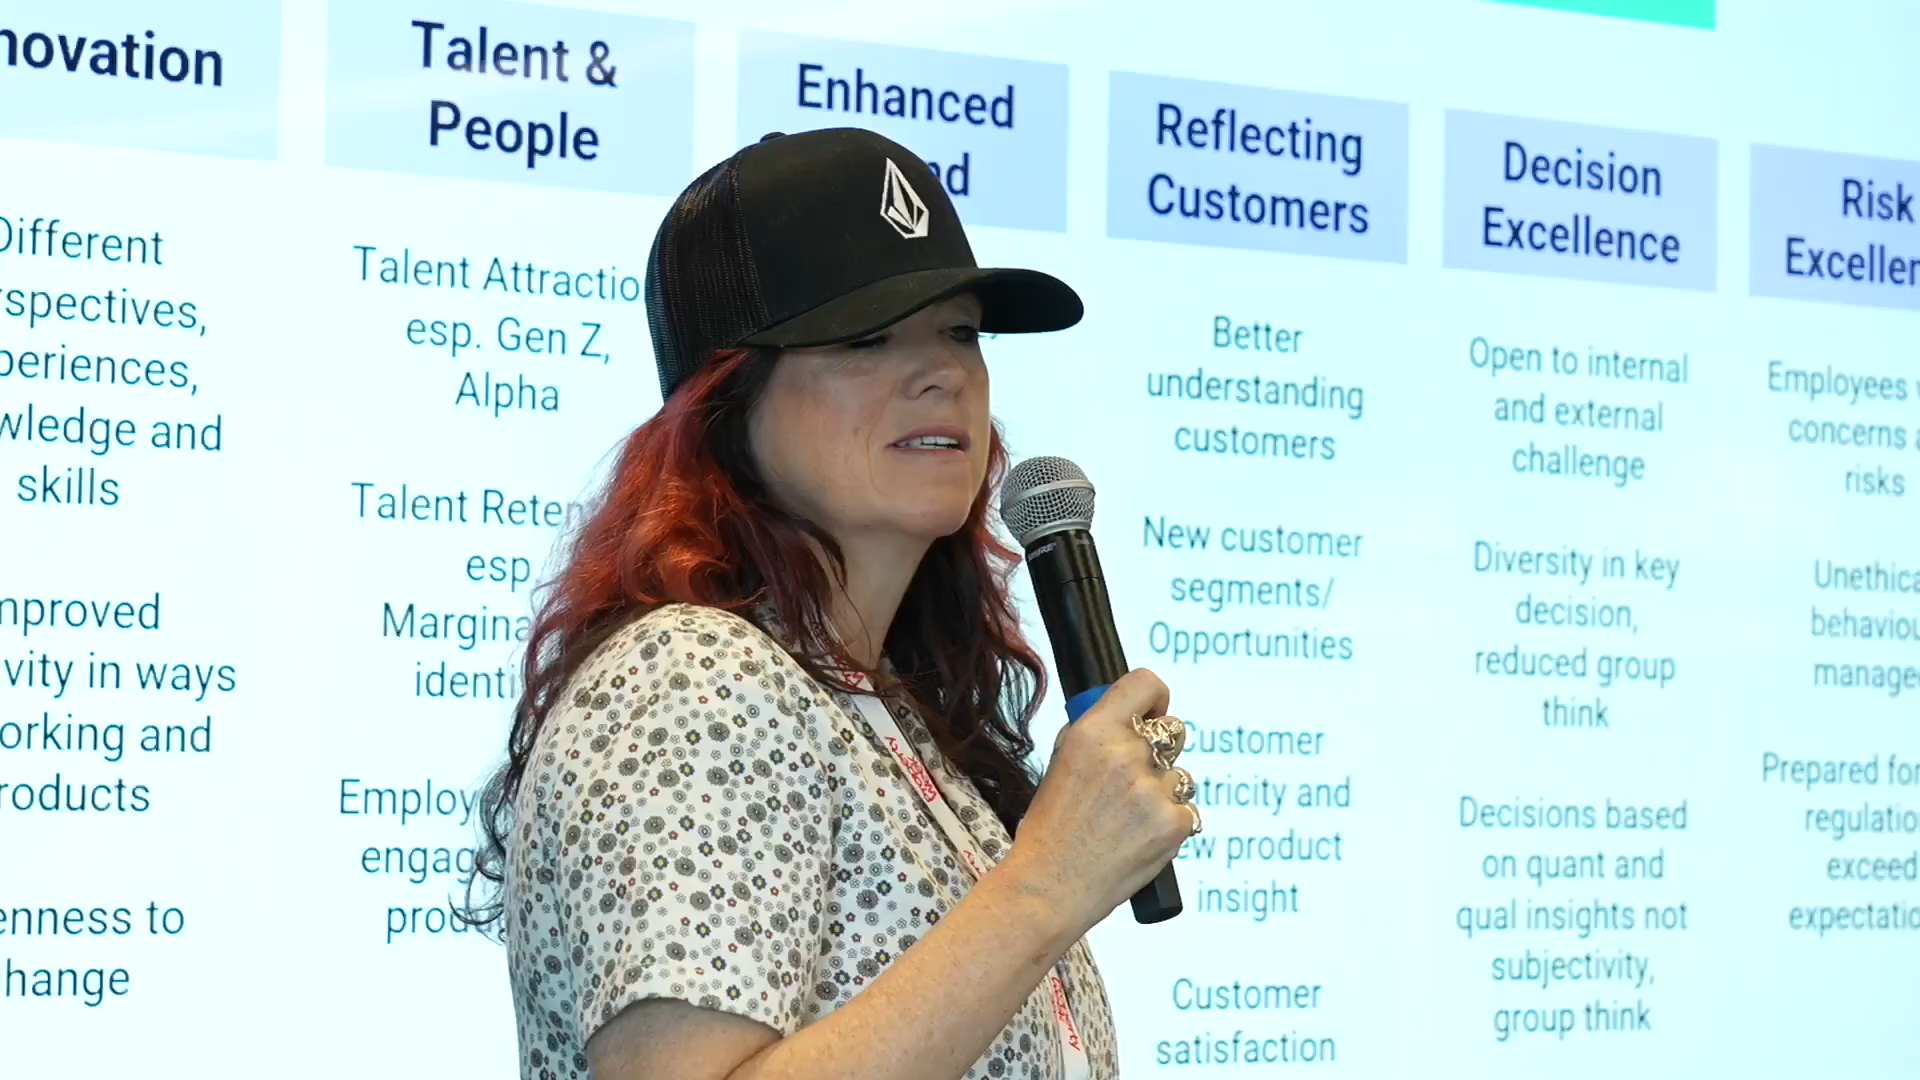 novation
Different
rspectives,
periences,
wledge and
skills
mproved
vity in ways
orking and
roducts
enness to
hange
Talent &
People
Talent Attractio
esp. Gen Z,
Alpha
Talent Reten
esp.
Margina
identi
Employ
engag
prod
Enhanced
nd
Reflecting
Customers
Better
understanding
customers
New customer
segments/
Opportunities
Customer
tricity and
ew product
insight
Customer
satisfaction
Decision
Excellence
Open to internal
and external
challenge
Diversity in key
decision,
reduced group
think
Decisions based
on quant and
qual insights not
subjectivity,
group think
Risk
Exceller
Employees
concerns
risks
Unethica
behaviou
manage
Prepared for
regulatio
exceed
expectatio